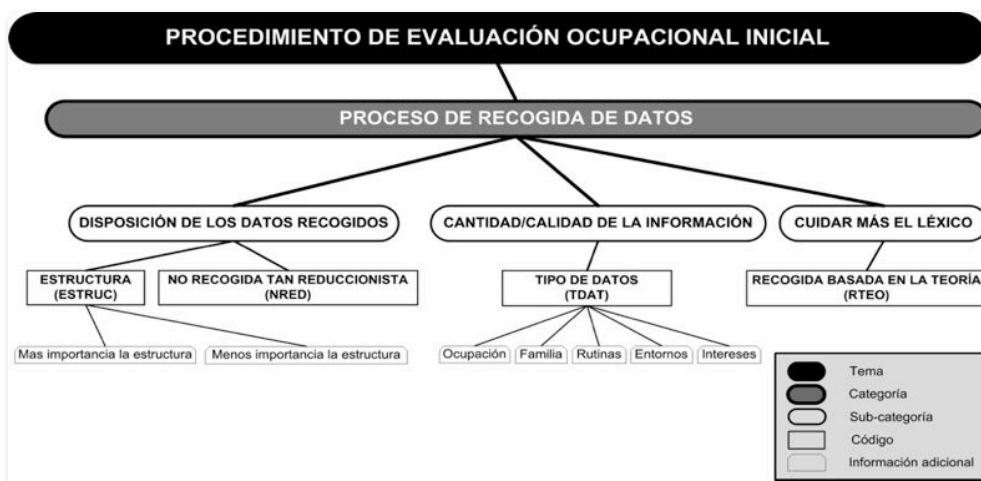 PROCEDIMIENTO DE EVALUACIÓN OCUPACIONAL INICIAL
PROCESO DE RECOGIDA DE DATOS
DISPOSICIÓN DE LOS DATOS RECOGIDOS
CANTIDAD/CALIDAD DE LA INFORMACIÓN
CUIDAR MÁS EL LÉXICO
ESTRUCTURA
(ESTRUC)
NO RECOGIDA TAN REDUCCIONISTA
(NRED)
TIPO DE DATOS
(TDAT)
RECOGIDA BASADA EN LA TEORÍA
(RTEO)
Mas importancia la estructura
Menos importancia la estructura
Ocupación
Familia
Rutinas
Entornos
Intereses
Tema
Categoría
Sub-categoría
Código
Información adicional